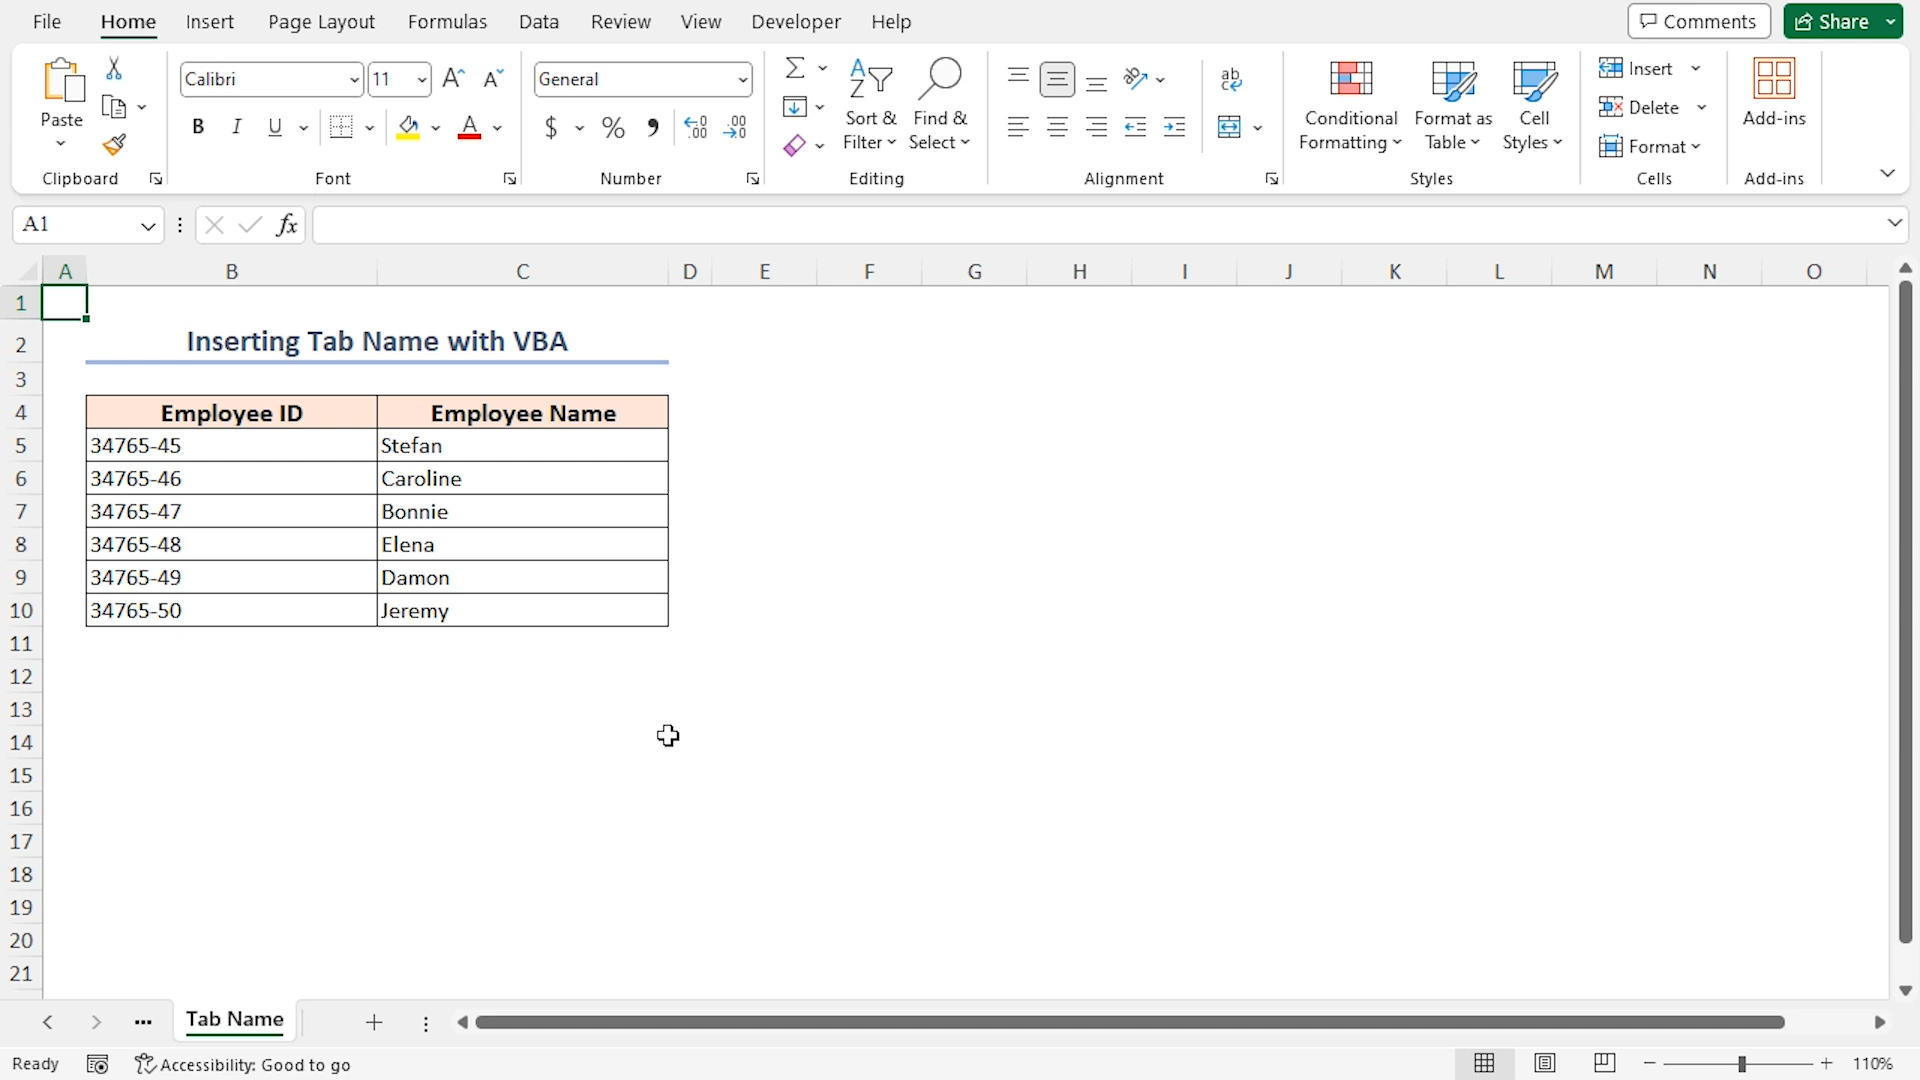 File Home Insert Page Layout Formulas Data Review View Developer Help Comments Share
Calibri 11 General
Paste
B I U $ % 9 .00 .00
Sort & Filter
Find & Select
Conditional Formatting
Format as Table
Cell Styles
Insert
Delete
Format
Add-ins
Clipboard Font Number Editing Alignment Styles Cells Add-ins
A1 fx
A B C D E F G H I J K L M N O
1
2 Inserting Tab Name with VBA
3
4 Employee ID Employee Name
5 34765-45 Stefan
6 34765-46 Caroline
7 34765-47 Bonnie
8 34765-48 Elena
9 34765-49 Damon
10 34765-50 Jeremy
11
12
13
14
15
16
17
18
19
20
21
Tab Name
Ready Accessibility: Good to go 110%